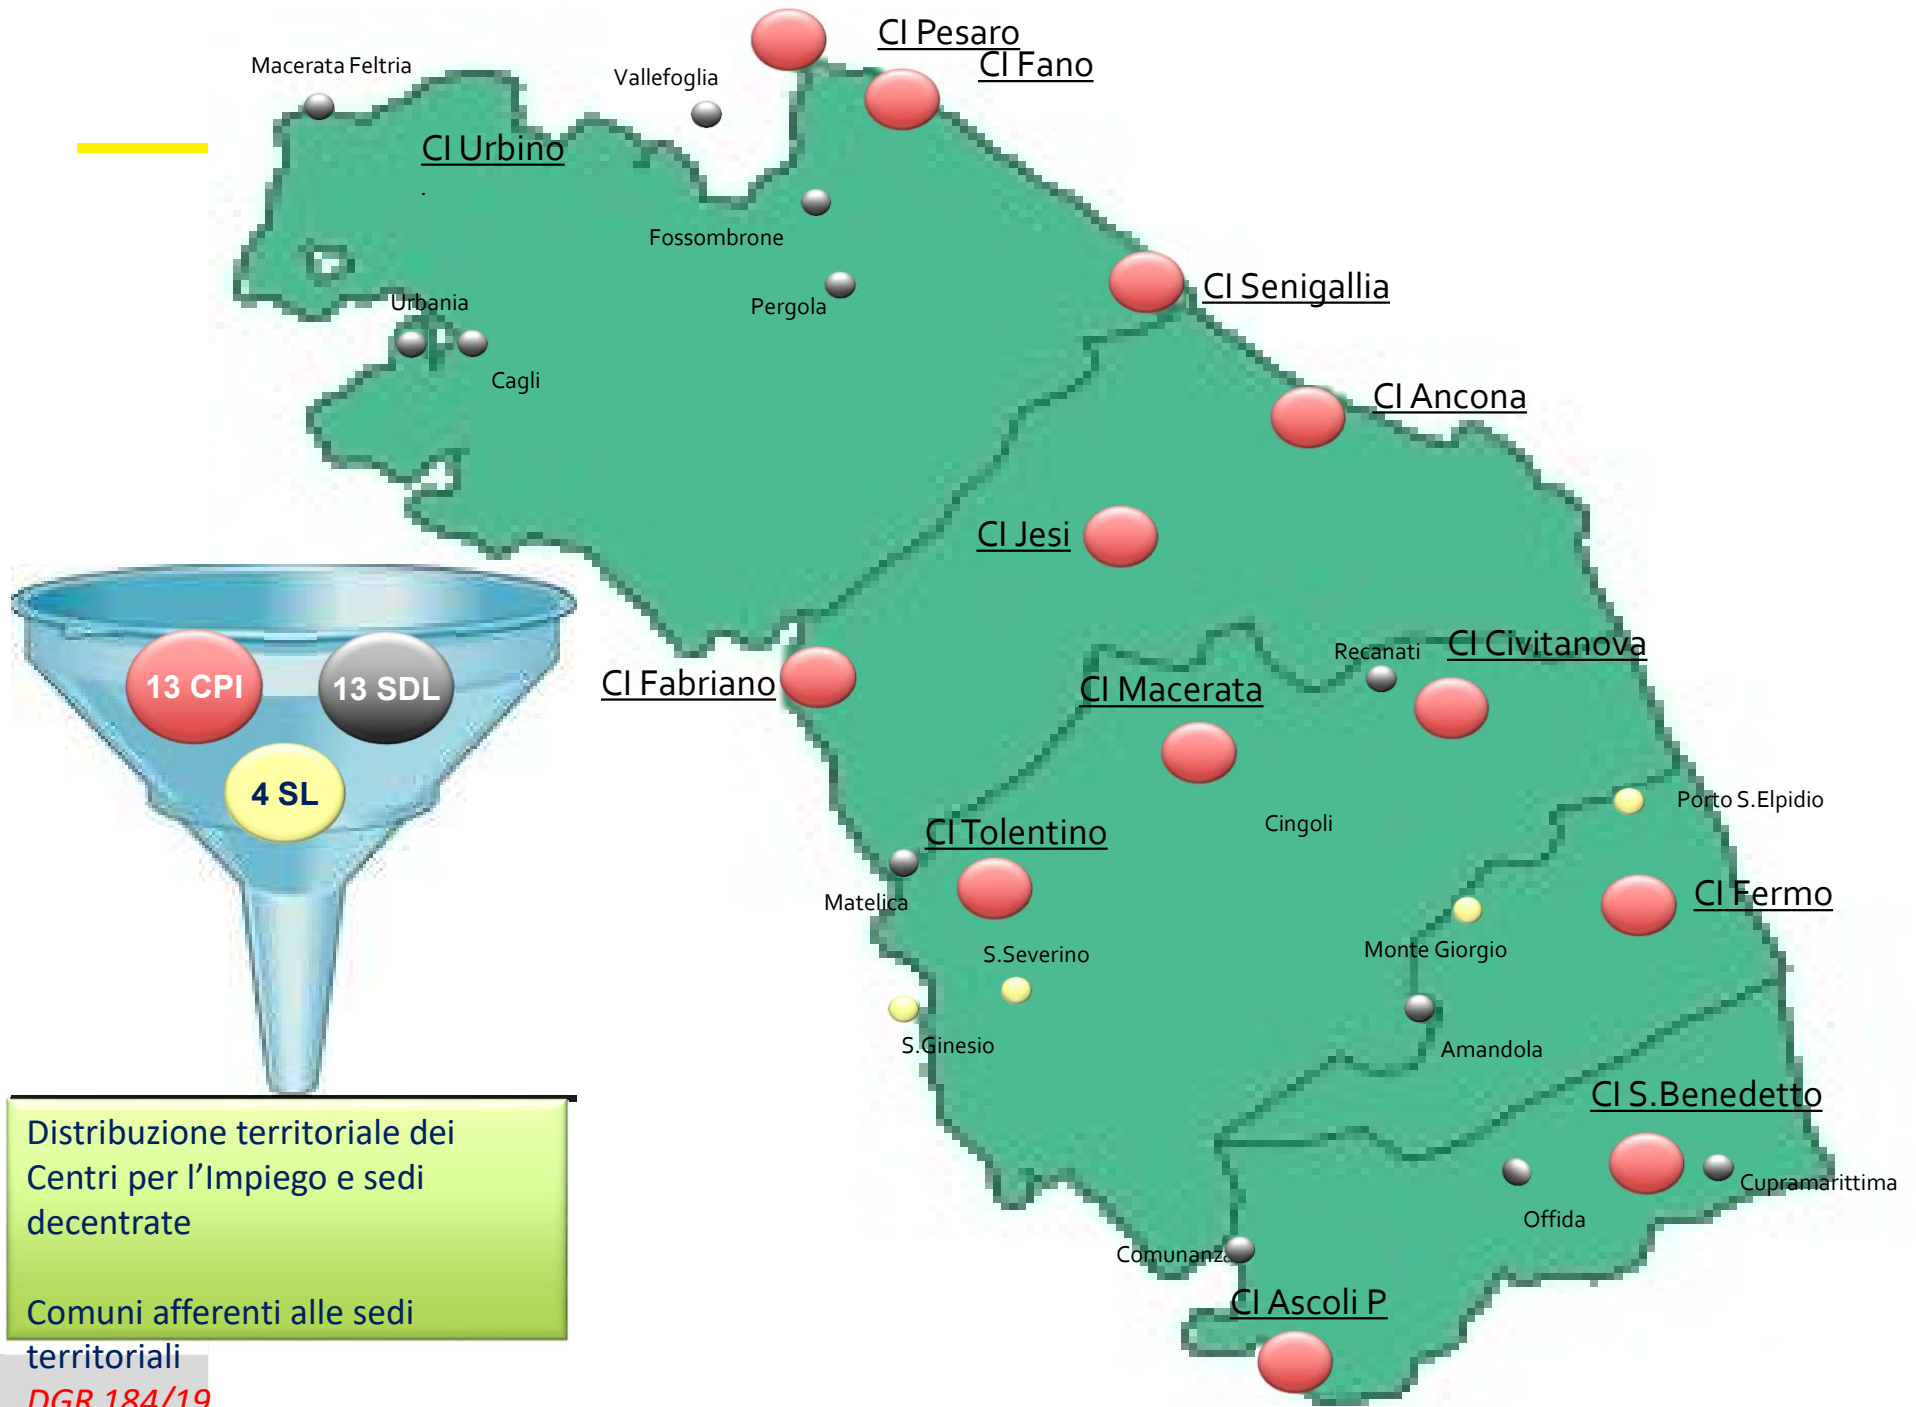 CI Pesaro
CI Fano
Macerata Feltria
Vallefoglia
CI Urbino
.
Fossombrone
Pergola
Urbania
Cagli
CI Senigallia
CI Ancona
CI Jesi
Recanati
CI Civitanova
CI Fabriano
CI Macerata
13 CPI
13 SDL
4 SL
Porto S.Elpidio
Cingoli
CI Tolentino
Matelica
CI Fermo
S.Severino
Monte Giorgio
S.Ginesio
Amandola
CI S.Benedetto
Cupramarittima
Offida
Comunanza
CI Ascoli P
Distribuzione territoriale dei
Centri per l’Impiego e sedi
decentrate
Comuni afferenti alle sedi
territoriali
DGR 184/19